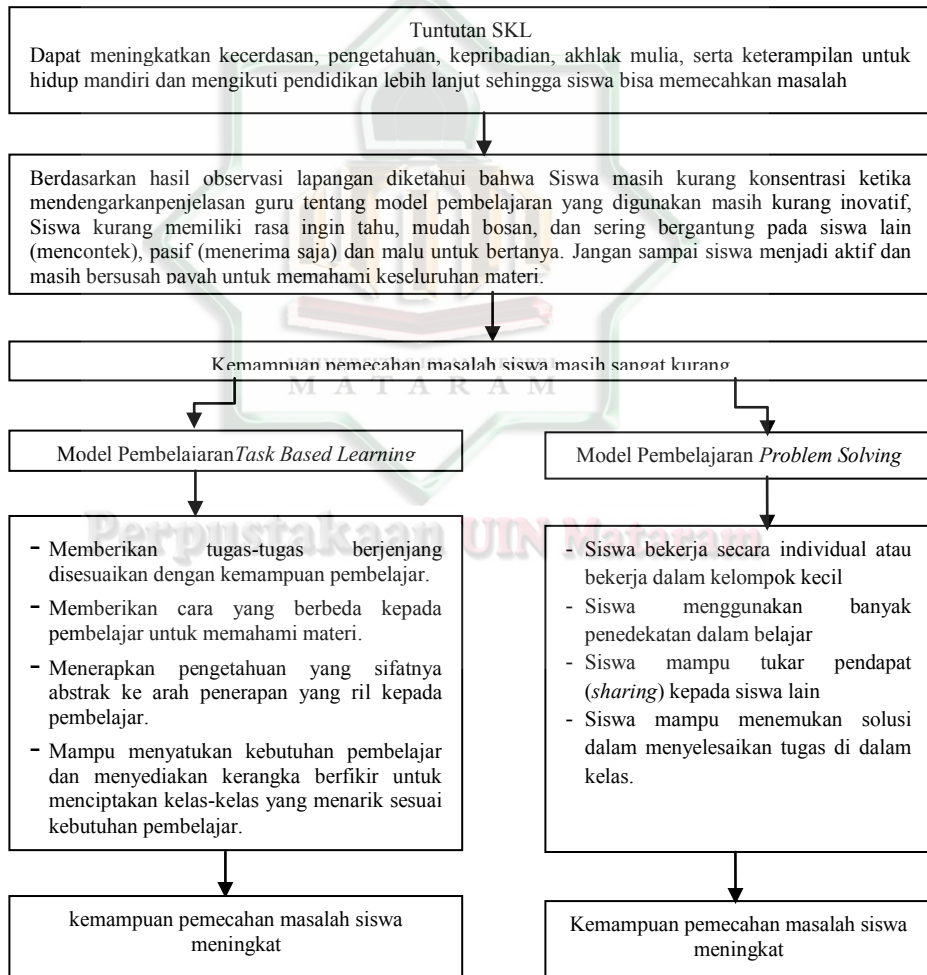 Tuntutan SKL
Dapat meningkatkan kecerdasan, pengetahuan, kepribadian, akhlak mulia, serta keterampilan untuk
hidup mandiri dan mengikuti pendidikan lebih lanjut sehingga siswa bisa memecahkan masalah
Berdasarkan hasil observasi lapangan diketahui bahwa Siswa masih kurang konsentrasi ketika
mendengarkanpenjelasan guru tentang model pembelajaran yang digunakan masih kurang inovatif,
Siswa kurang memiliki rasa ingin tahu, mudah bosan, dan sering bergantung pada siswa lain
(mencontek), pasif (menerima saja) dan malu untuk bertanya. Jangan sampai siswa menjadi aktif dan
masih bersusah payah untuk memahami keseluruhan materi.
Kemampuan pemecahan masalah siswa masih sangat kurang
UNIVERSITAS ISLAM NEGERI
MATARAM
Model Pembelajaran Task Based Learning
Perpustakaan UIN Mataram
- Memberikan tugas-tugas berjenjang
disesuaikan dengan kemampuan pembelajar.
- Memberikan cara yang berbeda kepada
pembelajar untuk memahami materi.
- Menerapkan pengetahuan yang sifatnya
abstrak ke arah penerapan yang ril kepada
pembelajar.
- Mampu menyatukan kebutuhan pembelajar
dan menyediakan kerangka berfikir untuk
menciptakan kelas-kelas yang menarik sesuai
kebutuhan pembelajar.
kemampuan pemecahan masalah siswa
meningkat
Model Pembelajaran Problem Solving
- Siswa bekerja secara individual atau
bekerja dalam kelompok kecil
- Siswa menggunakan banyak
penedekatan dalam belajar
- Siswa mampu tukar pendapat
(sharing) kepada siswa lain
- Siswa mampu menemukan solusi
dalam menyelesaikan tugas di dalam
kelas.
Kemampuan pemecahan masalah siswa
meningkat